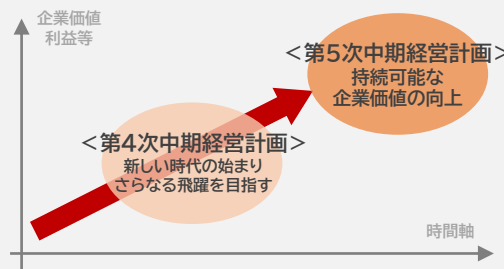 企業価値
利益等
＜第5次中期経営計画＞
持続可能な
企業価値の向上
＜第4次中期経営計画＞
新しい時代の始まり
さらなる飛躍を目指す
時間軸